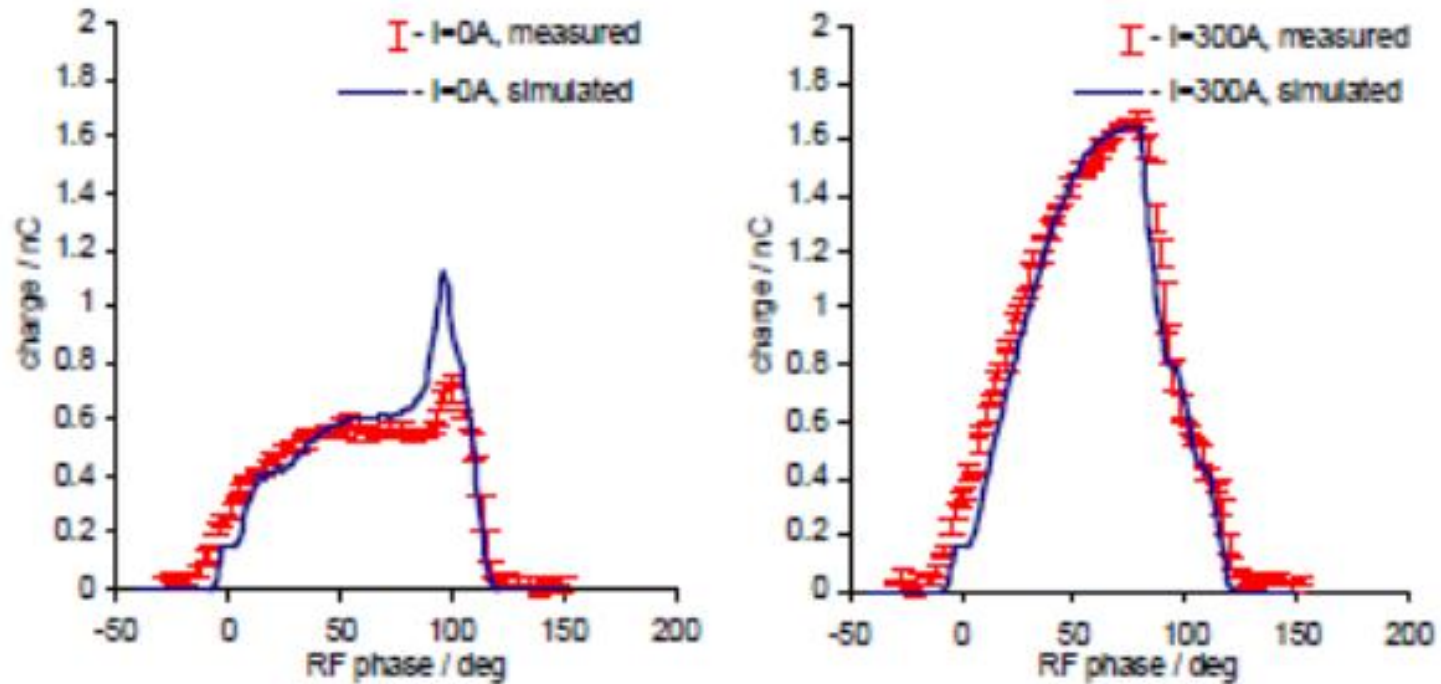 2
1.8
1.6
1.4
1.2
1
0.8
0.6
0.4
0.2
0
charge / nC
- I=0A, measured
- I=0A, simulated
-50 0 50 100 150 200
RF phase / deg
2
1.8
1.6
1.4
1.2
1
0.8
0.6
0.4
0.2
0
charge / nC
- I=300A, measured
- I=300A, simulated
-50 0 50 100 150 200
RF phase / deg